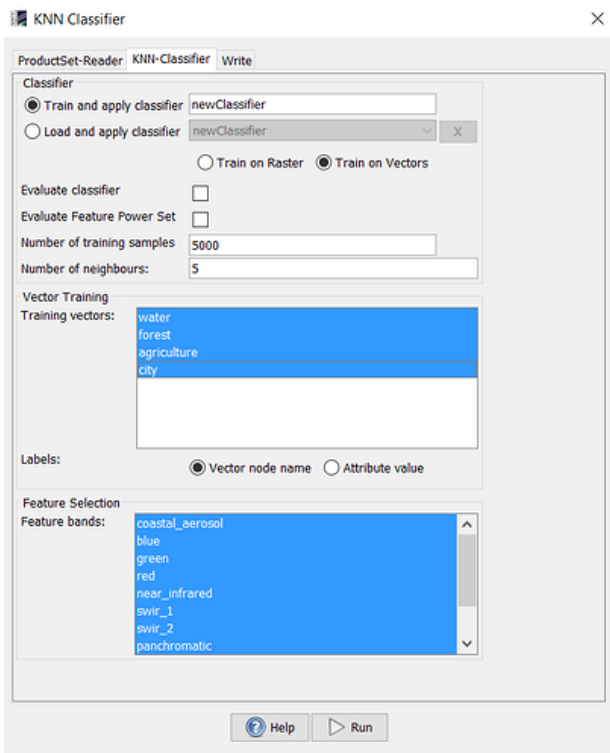 KNN Classifier
ProductSet-Reader KNN-Classifier Write
Classifier
Train and apply classifier newClassifier
Load and apply classifier newClassifier X
Train on Raster Train on Vectors
Evaluate classifier
Evaluate Feature Power Set
Number of training samples 5000
Number of neighbours: 5
Vector Training
Training vectors: water
forest
agriculture
city
Labels: Vector node name Attribute value
Feature Selection
Feature bands: coastal_aerosol
blue
green
red
near_infrared
swir_1
swir_2
panchromatic
Help Run